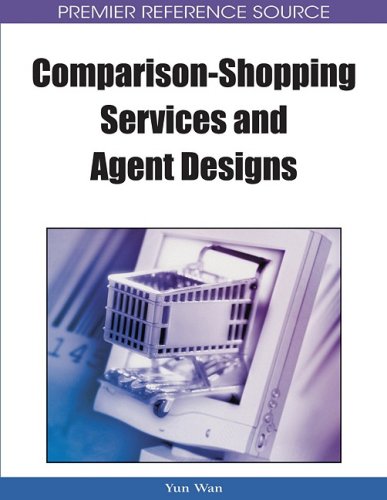 PREMIER REFERENCE SOURCE
Comparison-Shopping
Services and
Agent Designs
Yun Wan